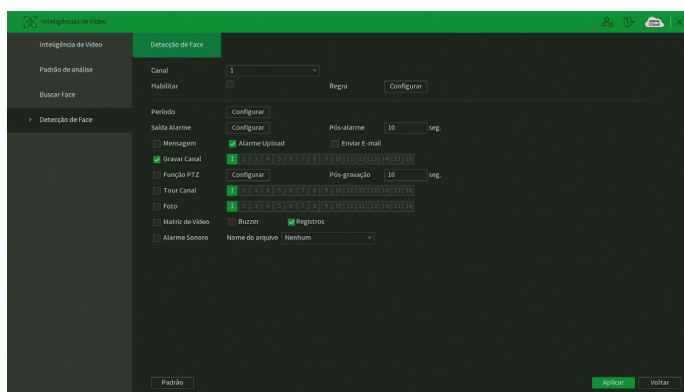 Inteligências de Vídeo
Inteligência de Vídeo
Padrão de análise
Buscar Face
> Detecção de Face
Detecção de Face
Canal 1
Habilitar Regra Configurar
Período Configurar
Saída Alarme Configurar Pós-alarme 10 seg.
Mensagem Alarme Upload Enviar E-mail
Gravar Canal 1 2 3 4 5 6 7 8 9 10 11 12 13 14 15 16
Função PTZ Configurar Pós-gravação 10 seg.
Tour Canal 1 2 3 4 5 6 7 8 9 10 11 12 13 14 15 16
Foto 1 2 3 4 5 6 7 8 9 10 11 12 13 14 15 16
Matriz de Vídeo Buzzer Registros
Alarme Sonoro Nome do arquivo Nenhum
Padrão Aplicar Voltar